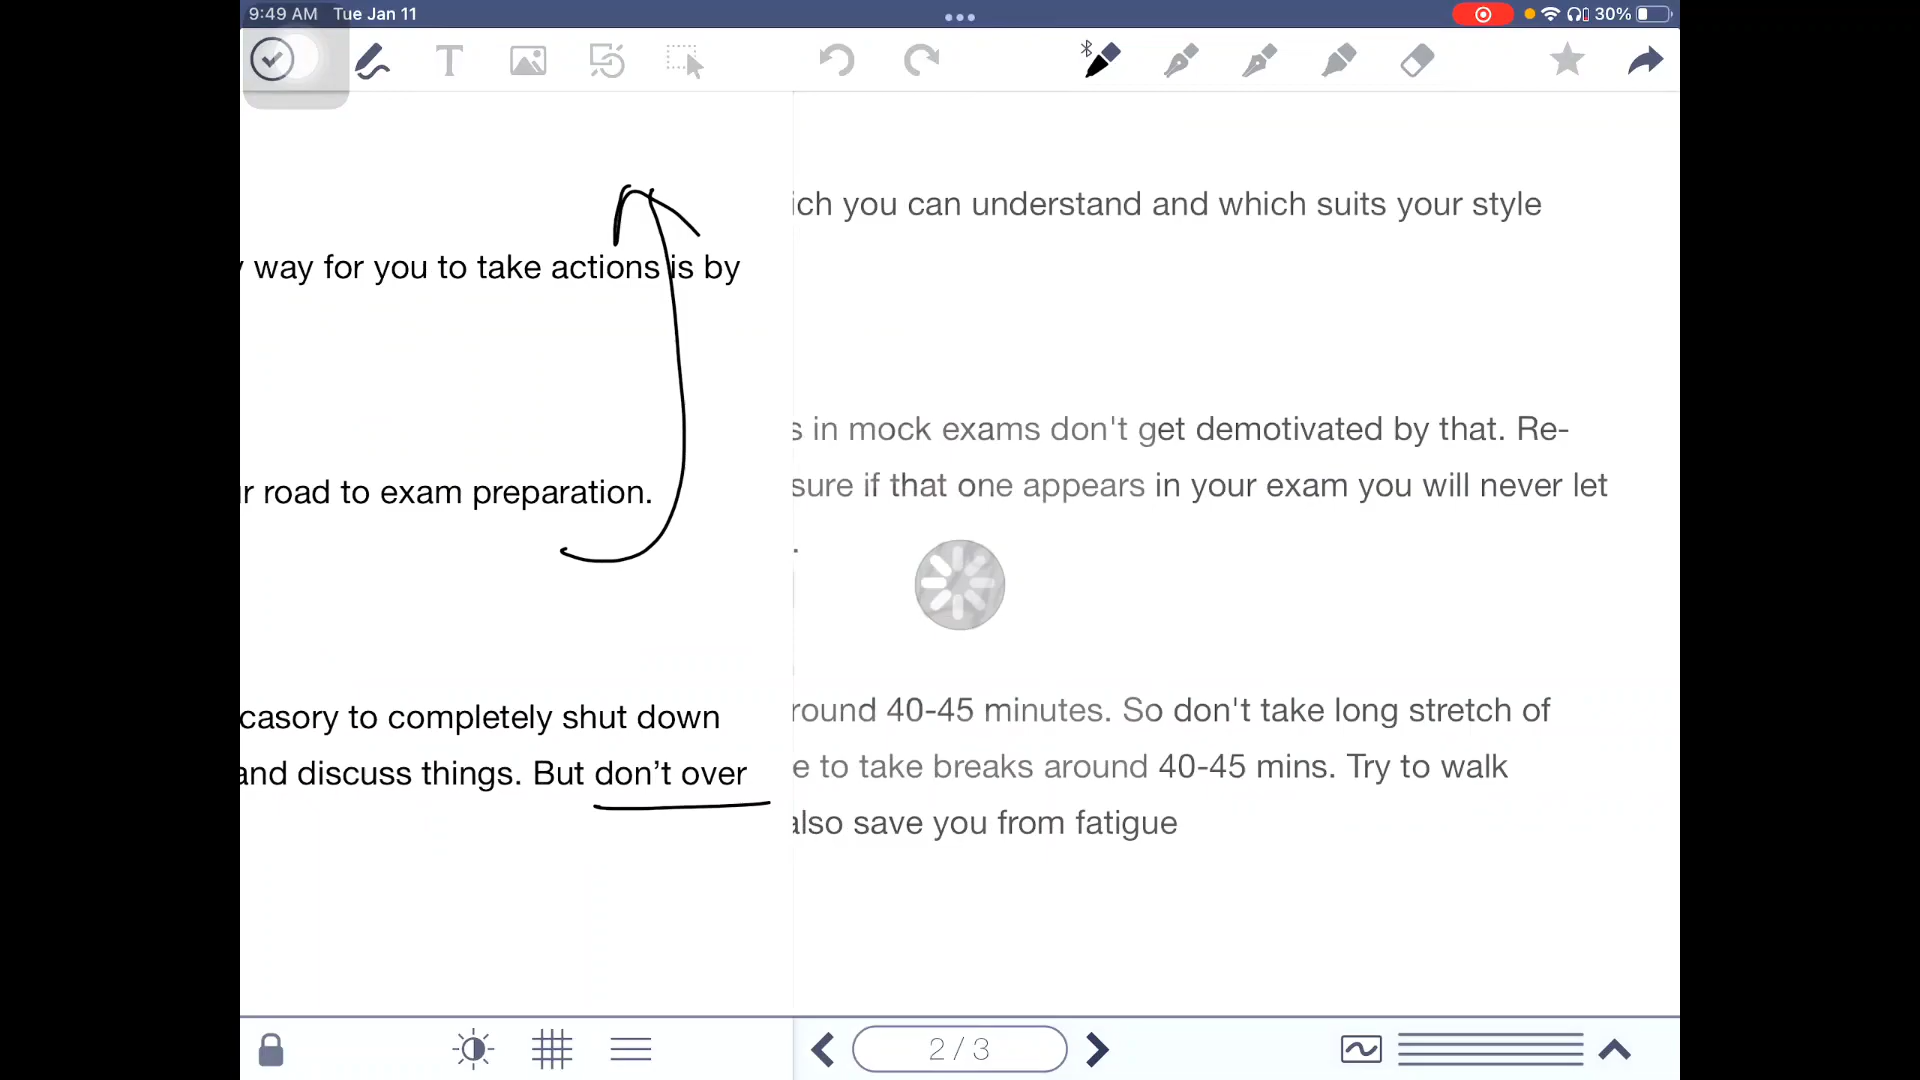 9:49 AM Tue Jan 11
30%
T
way for you to take actions is by
r road to exam preparation.
casory to completely shut down
and discuss things. But don’t over
ich you can understand and which suits your style
s in mock exams don't get demotivated by that. Re-
sure if that one appears in your exam you will never let
.
round 40-45 minutes. So don't take long stretch of
e to take breaks around 40-45 mins. Try to walk
also save you from fatigue
2 / 3